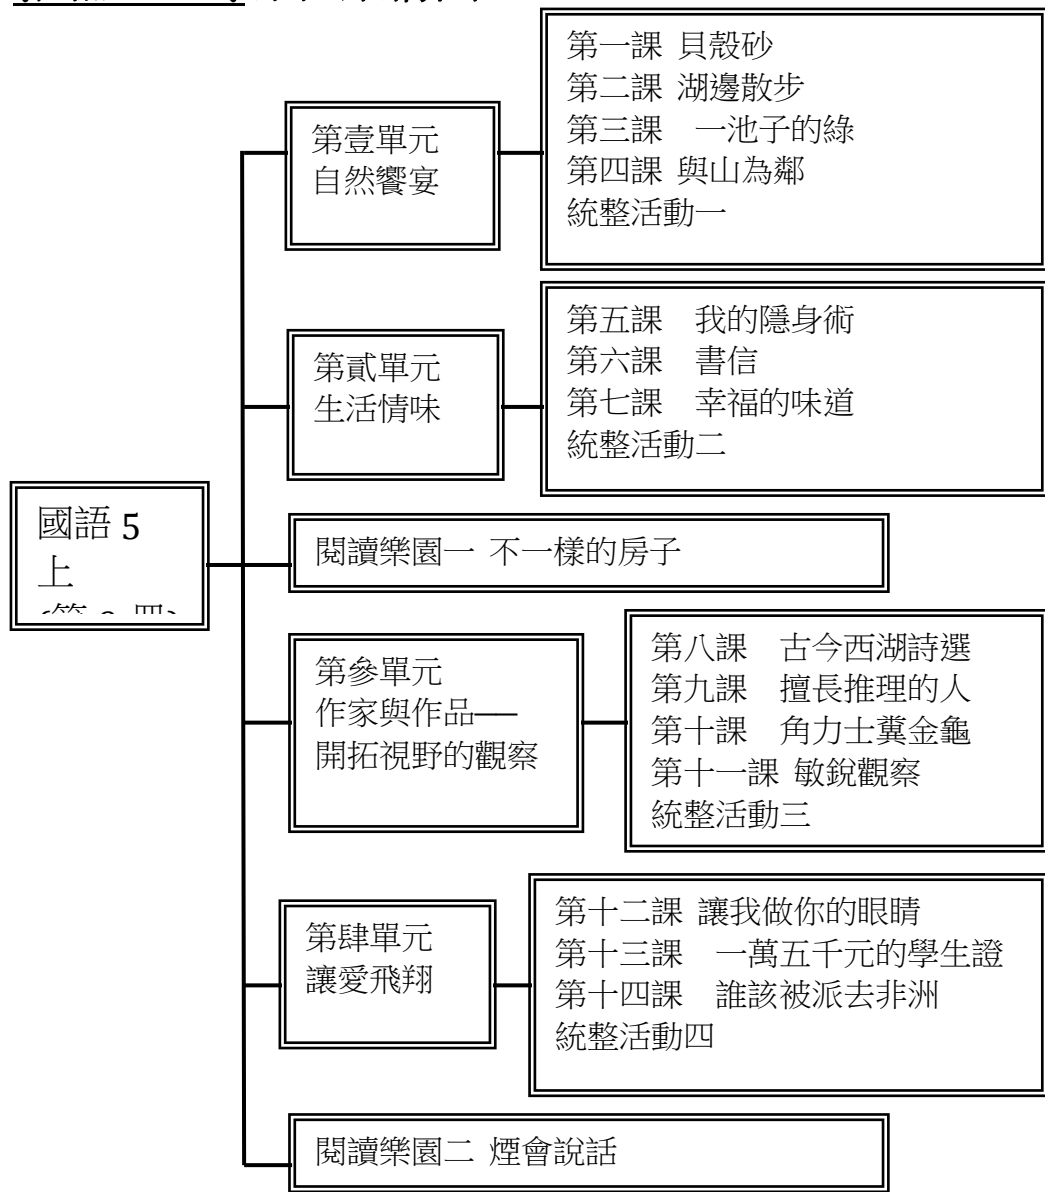 第一課 貝殼砂
第二課 湖邊散步
第三課　一池子的綠
第四課 與山為鄰
統整活動一
第壹單元
自然饗宴
第五課　我的隱身術
第六課　書信
第七課　幸福的味道
統整活動二
第貳單元
生活情味
國語 5
上
閱讀樂園一 不一樣的房子
第參單元
作家與作品──
開拓視野的觀察
第八課　古今西湖詩選
第九課　擅長推理的人
第十課　角力士糞金龜
第十一課 敏銳觀察
統整活動三
第肆單元
讓愛飛翔
第十二課 讓我做你的眼睛
第十三課　一萬五千元的學生證
第十四課　誰該被派去非洲
統整活動四
閱讀樂園二 煙會說話